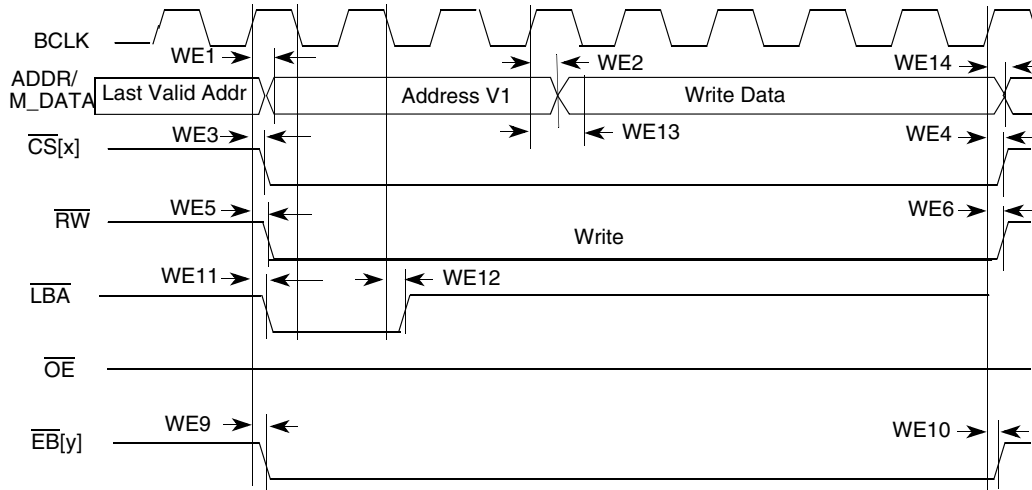 BCLK
WE1
WE2
WE14
ADDR/
M_DATA
Last Valid Addr
Address V1
Write Data
WE3
WE13
WE4
CS[x]
WE5
WE6
RW
Write
WE11
WE12
LBA
OE
WE9
WE10
EB[y]